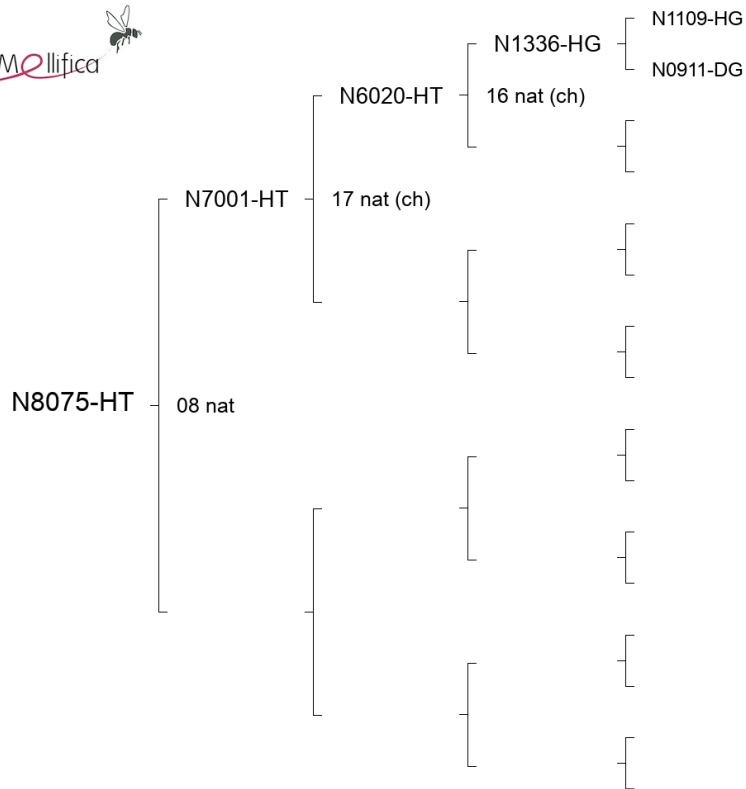 Mellifica
N1109-HG
N1336-HG
N0911-DG
N6020-HT
16 nat (ch)
N7001-HT
17 nat (ch)
N8075-HT
08 nat